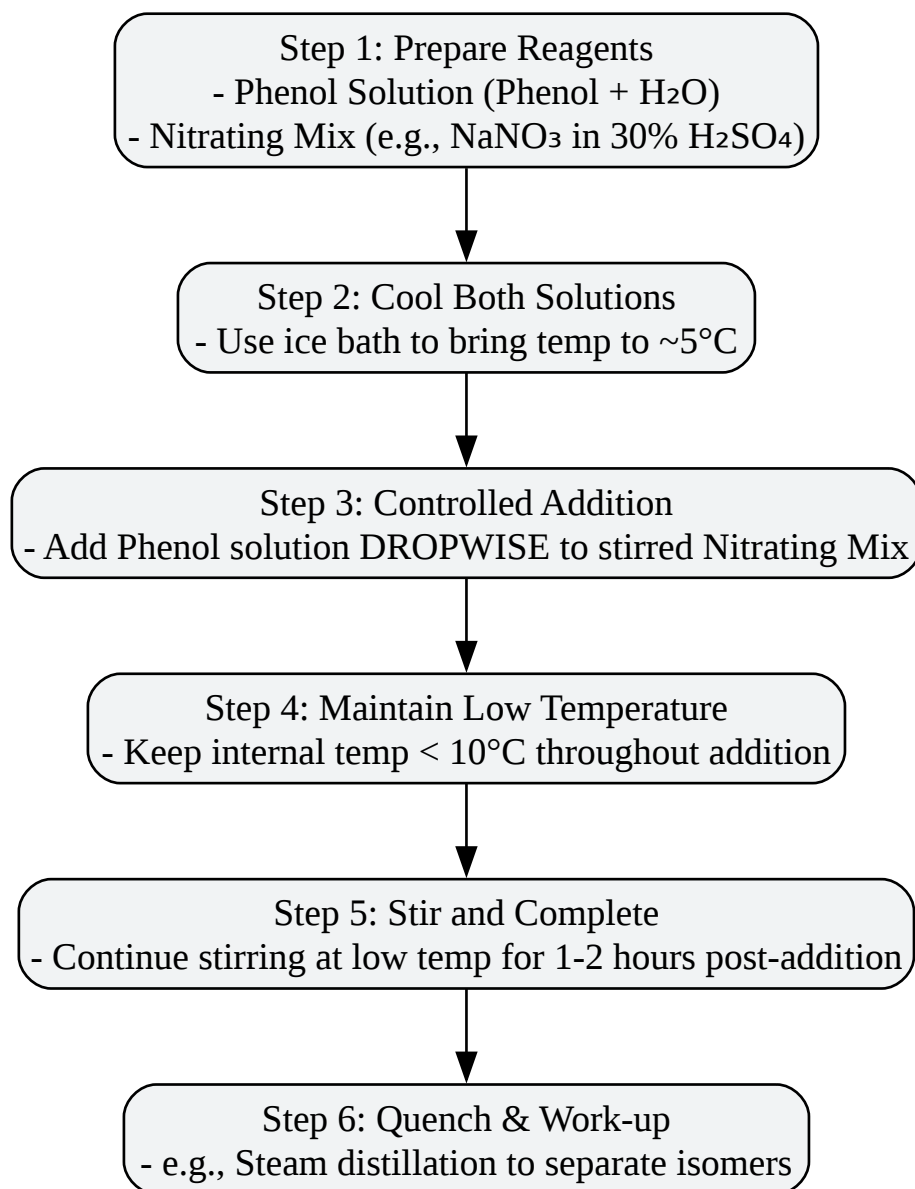 Step 1: Prepare Reagents
- Phenol Solution (Phenol + H₂O)
- Nitrating Mix (e.g., NaNO₃ in 30% H₂SO₄)
Step 2: Cool Both Solutions
- Use ice bath to bring temp to ~5°C
Step 3: Controlled Addition
- Add Phenol solution DROPWISE to stirred Nitrating Mix
Step 4: Maintain Low Temperature
- Keep internal temp < 10°C throughout addition
Step 5: Stir and Complete
- Continue stirring at low temp for 1-2 hours post-addition
Step 6: Quench & Work-up
- e.g., Steam distillation to separate isomers